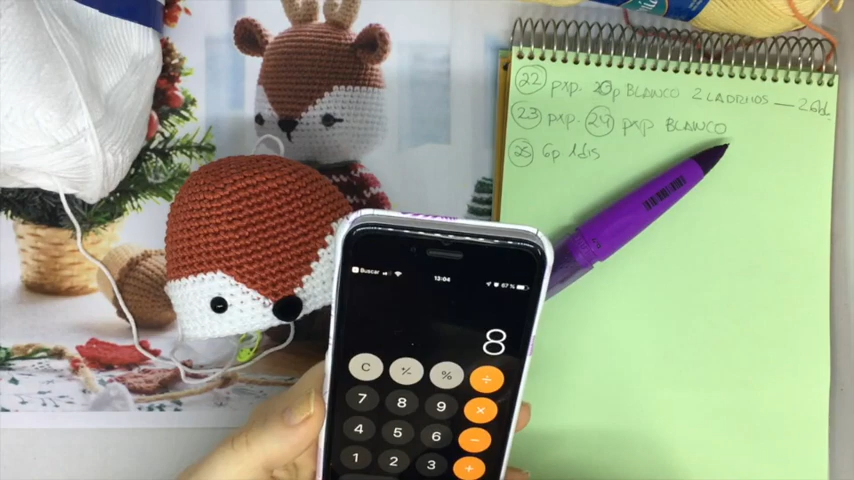 22 pxp. 20p BLANCO 2 LADRILLOS —
23 pxp. 24 pxp BLANCO
25 6p 1dis
Buscar 13:04 67 %
8
C +/- % ÷
7 8 9 ×
4 5 6 −
1 2 3 +